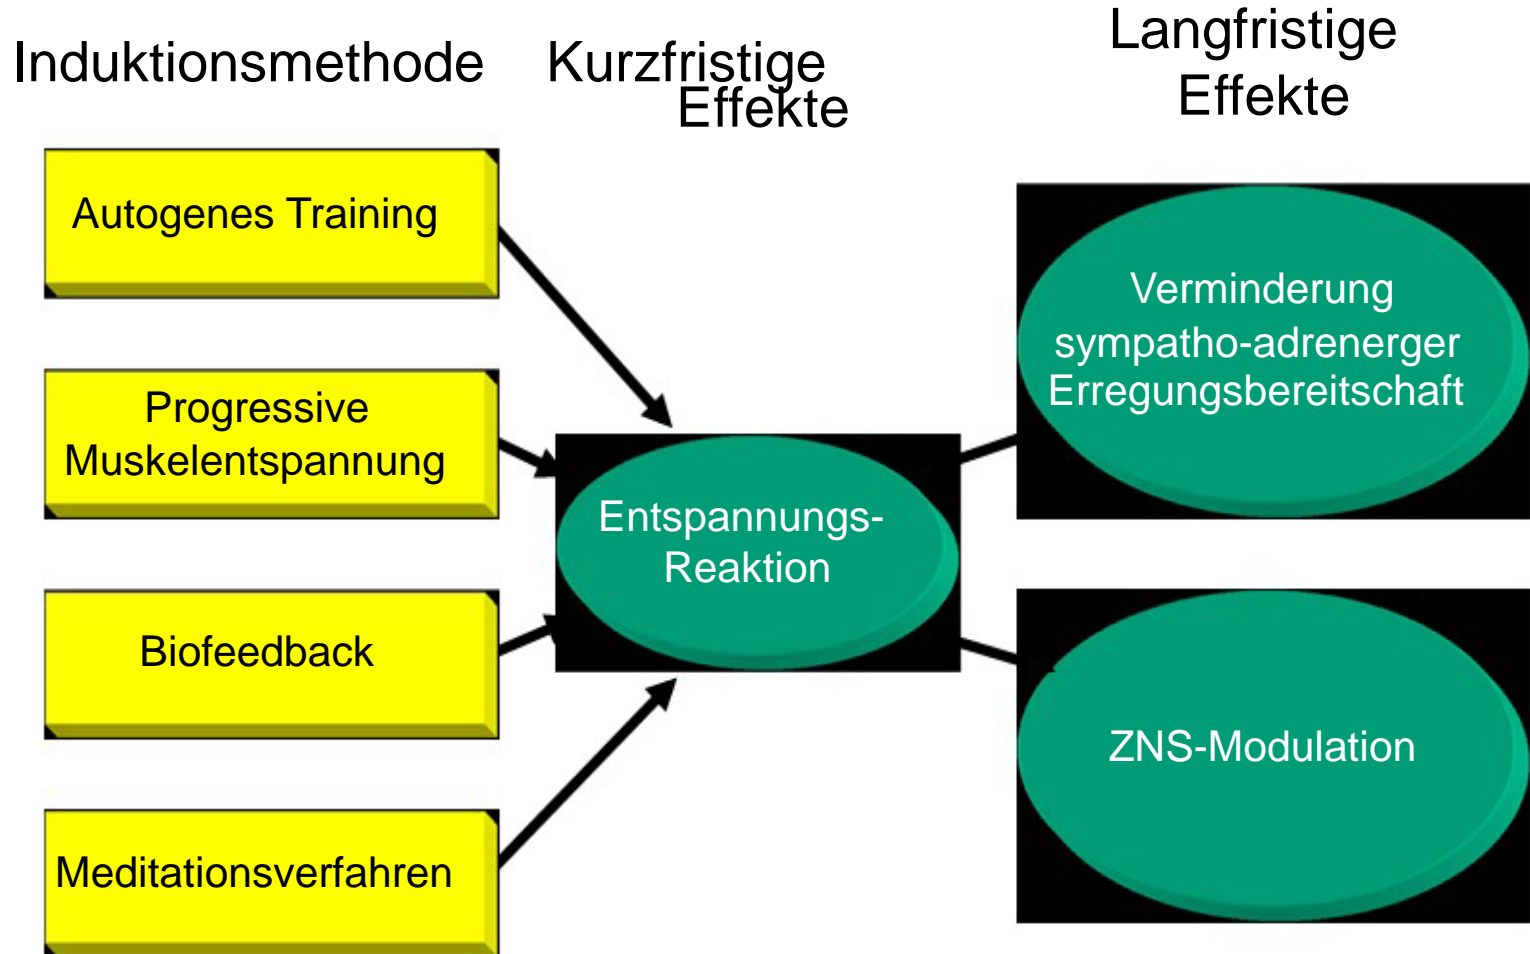 Induktionsmethode
Kurzfristige
Effekte
Langfristige
Effekte
Autogenes Training
Progressive
Muskelentspannung
Biofeedback
Meditationsverfahren
Entspannungs-
Reaktion
Verminderung
sympatho-adrenerger
Erregungsbereitschaft
ZNS-Modulation